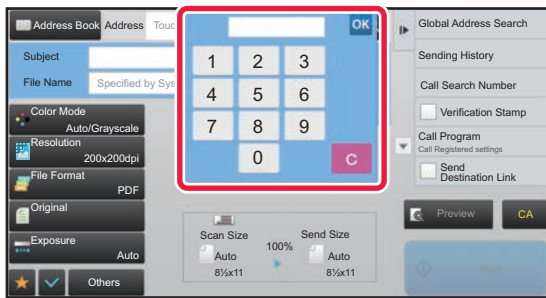 Address Book
Address
Touc
OK
Global Address Search
Subject
1 2 3
Sending History
File Name
Specified by Sys
4 5 6
Call Search Number
Color Mode
Auto/Grayscale
7 8 9
Verification Stamp
Resolution
200x200dpi
0 C
Call Program
Call Registered settings
File Format
PDF
Send
Destination Link
Original
Preview
CA
Scan Size
100%
Send Size
Exposure
Auto
Auto
Auto
8½x11
8½x11
Start
Others